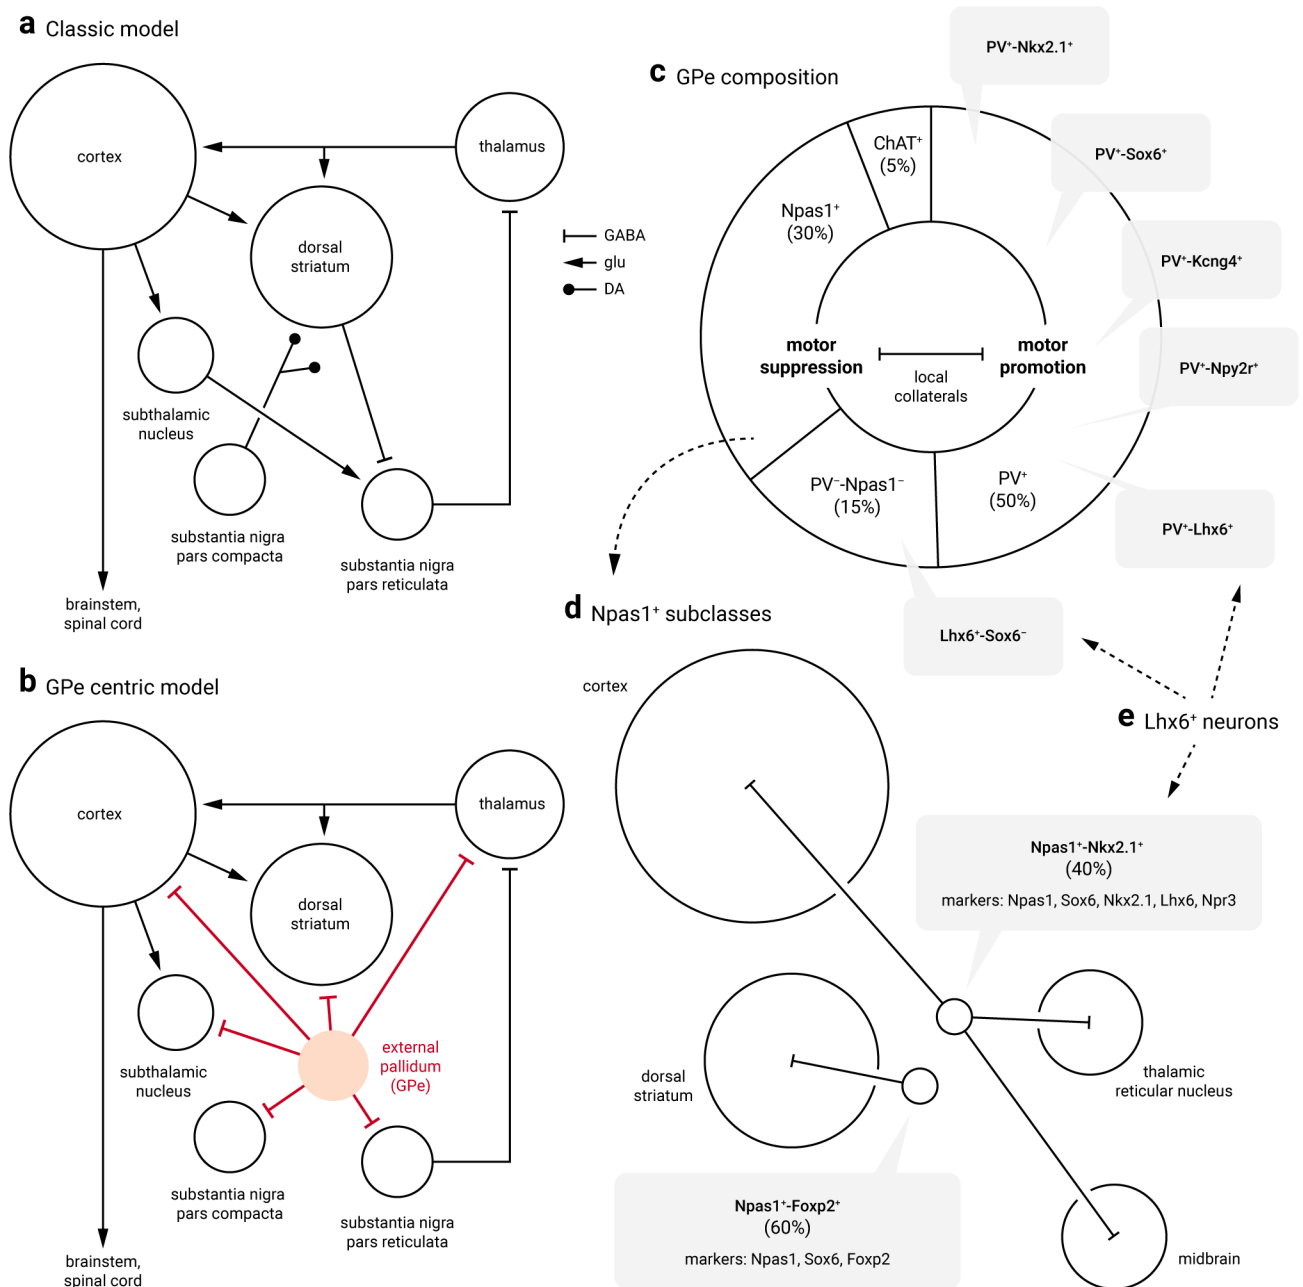 a Classic model
cortex
thalamus
dorsal
striatum
GABA
glu
DA
subthalamic
nucleus
substantia nigra
pars compacta
substantia nigra
pars reticulata
brainstem,
spinal cord
b GPe centric model
cortex
thalamus
dorsal
striatum
external
pallidum
(GPe)
subthalamic
nucleus
substantia nigra
pars compacta
substantia nigra
pars reticulata
brainstem,
spinal cord
c GPe composition
PV⁺-Nkx2.1⁺
ChAT⁺
(5%)
PV⁺-Sox6⁺
Npas1⁺
(30%)
PV⁺-Kcng4⁺
motor
suppression
motor
promotion
local
collaterals
PV⁺-Npy2r⁺
PV⁻-Npas1⁻
(15%)
PV⁺
(50%)
PV⁺-Lhx6⁺
Lhx6⁺-Sox6⁻
d Npas1⁺ subclasses
cortex
e Lhx6⁺ neurons
Npas1⁺-Nkx2.1⁺
(40%)
markers: Npas1, Sox6, Nkx2.1, Lhx6, Npr3
dorsal
striatum
thalamic
reticular nucleus
Npas1⁺-Foxp2⁺
(60%)
markers: Npas1, Sox6, Foxp2
midbrain